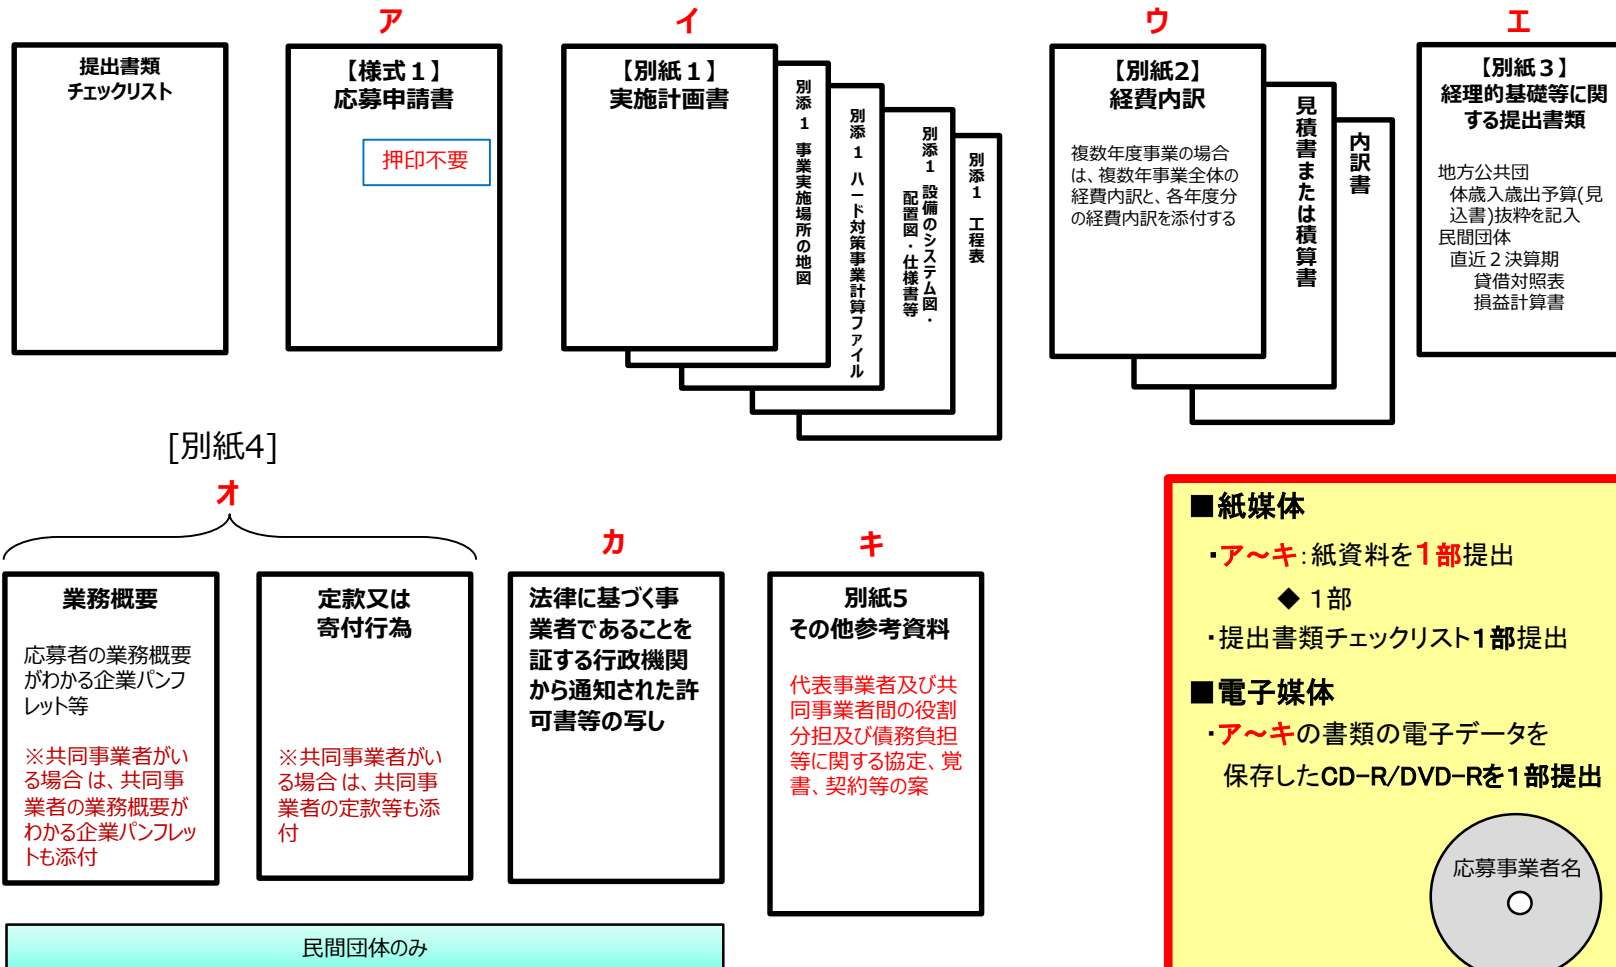 ア
イ
ウ
エ
提出書類
チェックリスト
【様式１】
応募申請書
押印不要
【別紙１】
実施計画書
別添１ 事業実施場所の地図
別添１ ハード対策事業計算ファイル
別添１ 設備のシステム図・
配置図・仕様書等
別添１ 工程表
【別紙2】
経費内訳
複数年度事業の場合
は、複数年事業全体の
経費内訳と、各年度分
の経費内訳を添付する
見積書または積算書
内訳書
【別紙３】
経理的基礎等に関
する提出書類
地方公共団
体歳入歳出予算(見
込書)抜粋を記入
民間団体
直近２決算期
貸借対照表
損益計算書
[別紙4]
オ
カ
キ
業務概要
応募者の業務概要
がわかる企業パンフ
レット等
※共同事業者がい
る場合は、共同事
業者の業務概要が
わかる企業パンフレッ
トも添付
定款又は
寄付行為
※共同事業者がい
る場合は、共同事
業者の定款等も添
付
法律に基づく事
業者であることを
証する行政機関
から通知された許
可書等の写し
別紙5
その他参考資料
代表事業者及び共
同事業者間の役割
分担及び債務負担
等に関する協定、覚
書、契約等の案
民間団体のみ
■紙媒体
・ア～キ：紙資料を１部提出
◆ １部
・提出書類チェックリスト１部提出
■電子媒体
・ア～キの書類の電子データを
保存したCD-R/DVD-Rを１部提出
応募事業者名